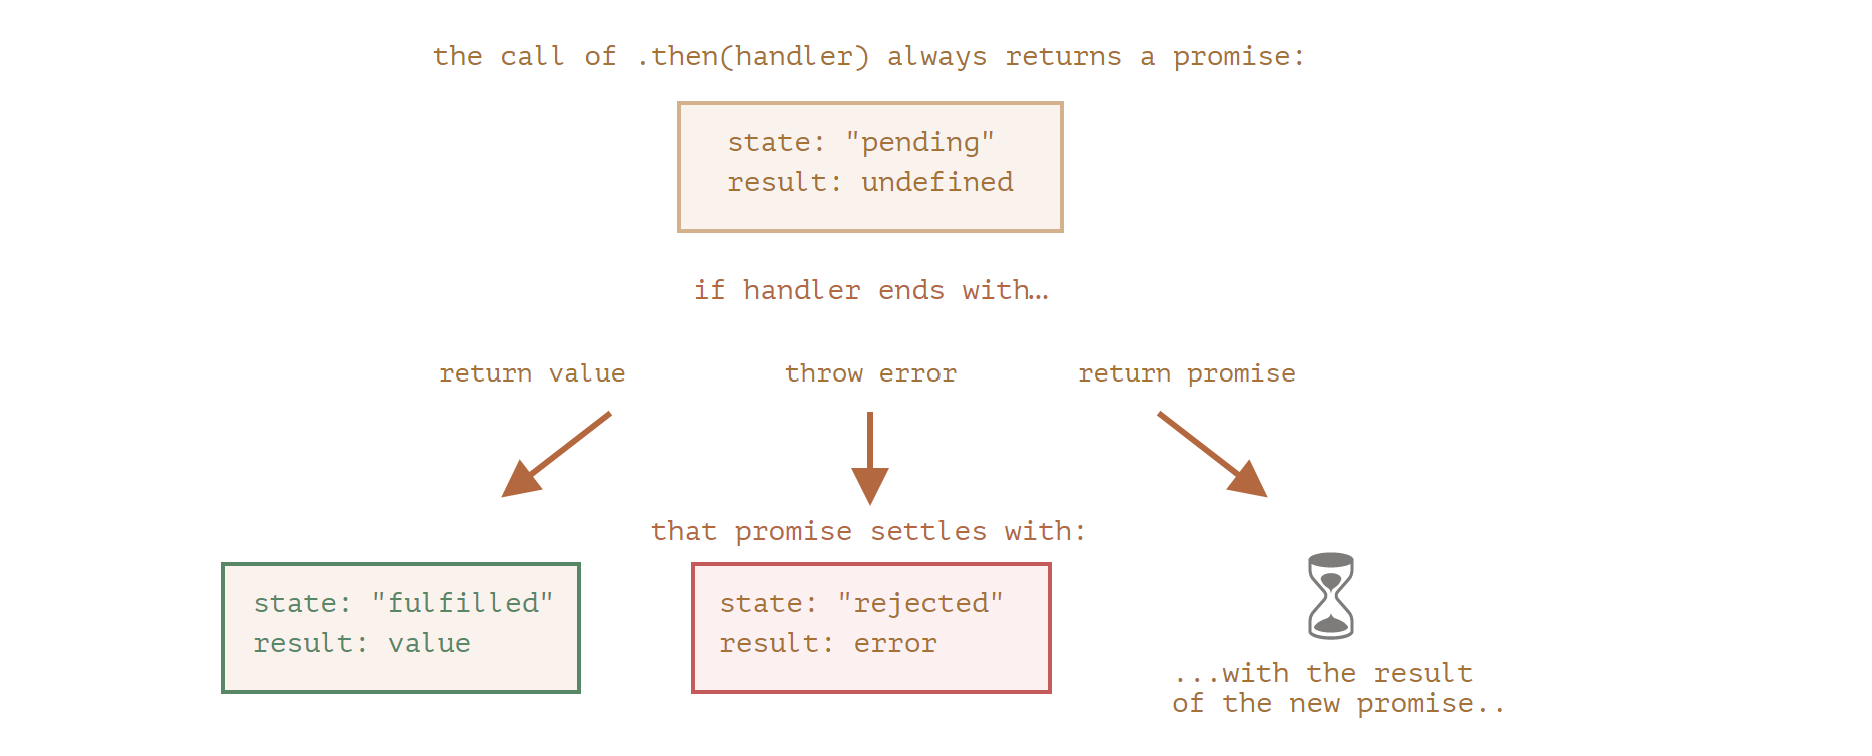 the call of .then(handler) always returns a promise:
state: "pending"
result: undefined
if handler ends with…
return value
throw error
return promise
that promise settles with:
state: "fulfilled"
result: value
state: "rejected"
result: error
...with the result
of the new promise..